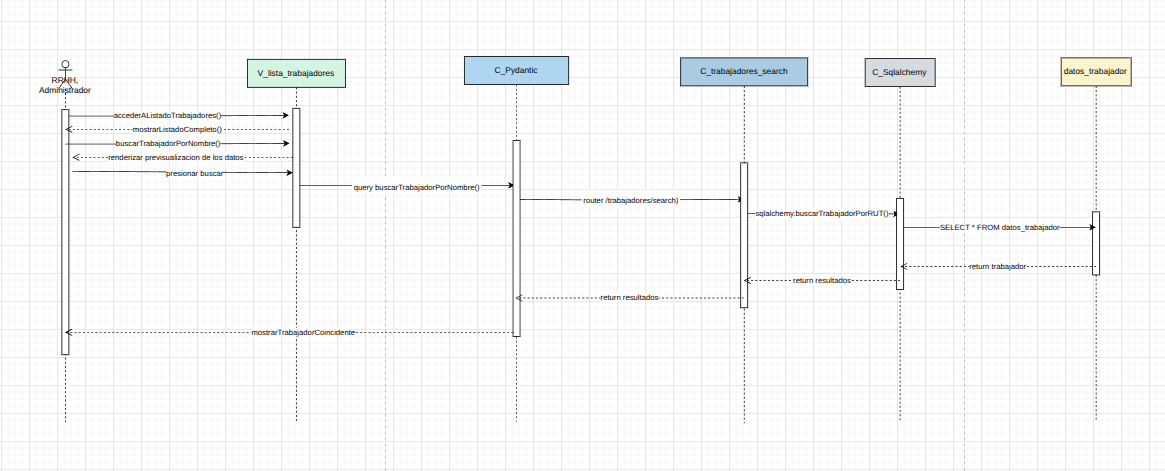 RRHH,
Administrador
V_lista_trabajadores
C_Pydantic
C_trabajadores_search
C_Sqlalchemy
datos_trabajador
accederAListadoTrabajadores()
mostrarListadoCompleto()
buscarTrabajadorPorNombre()
renderizar previsualizacion de los datos
presionar buscar
query buscarTrabajadorPorNombre()
router /trabajadores/search)
sqlalchemy.buscarTrabajadorPorRUT()
SELECT * FROM datos_trabajador
return trabajador
return resultados
return resultados
mostrarTrabajadorCoincidente